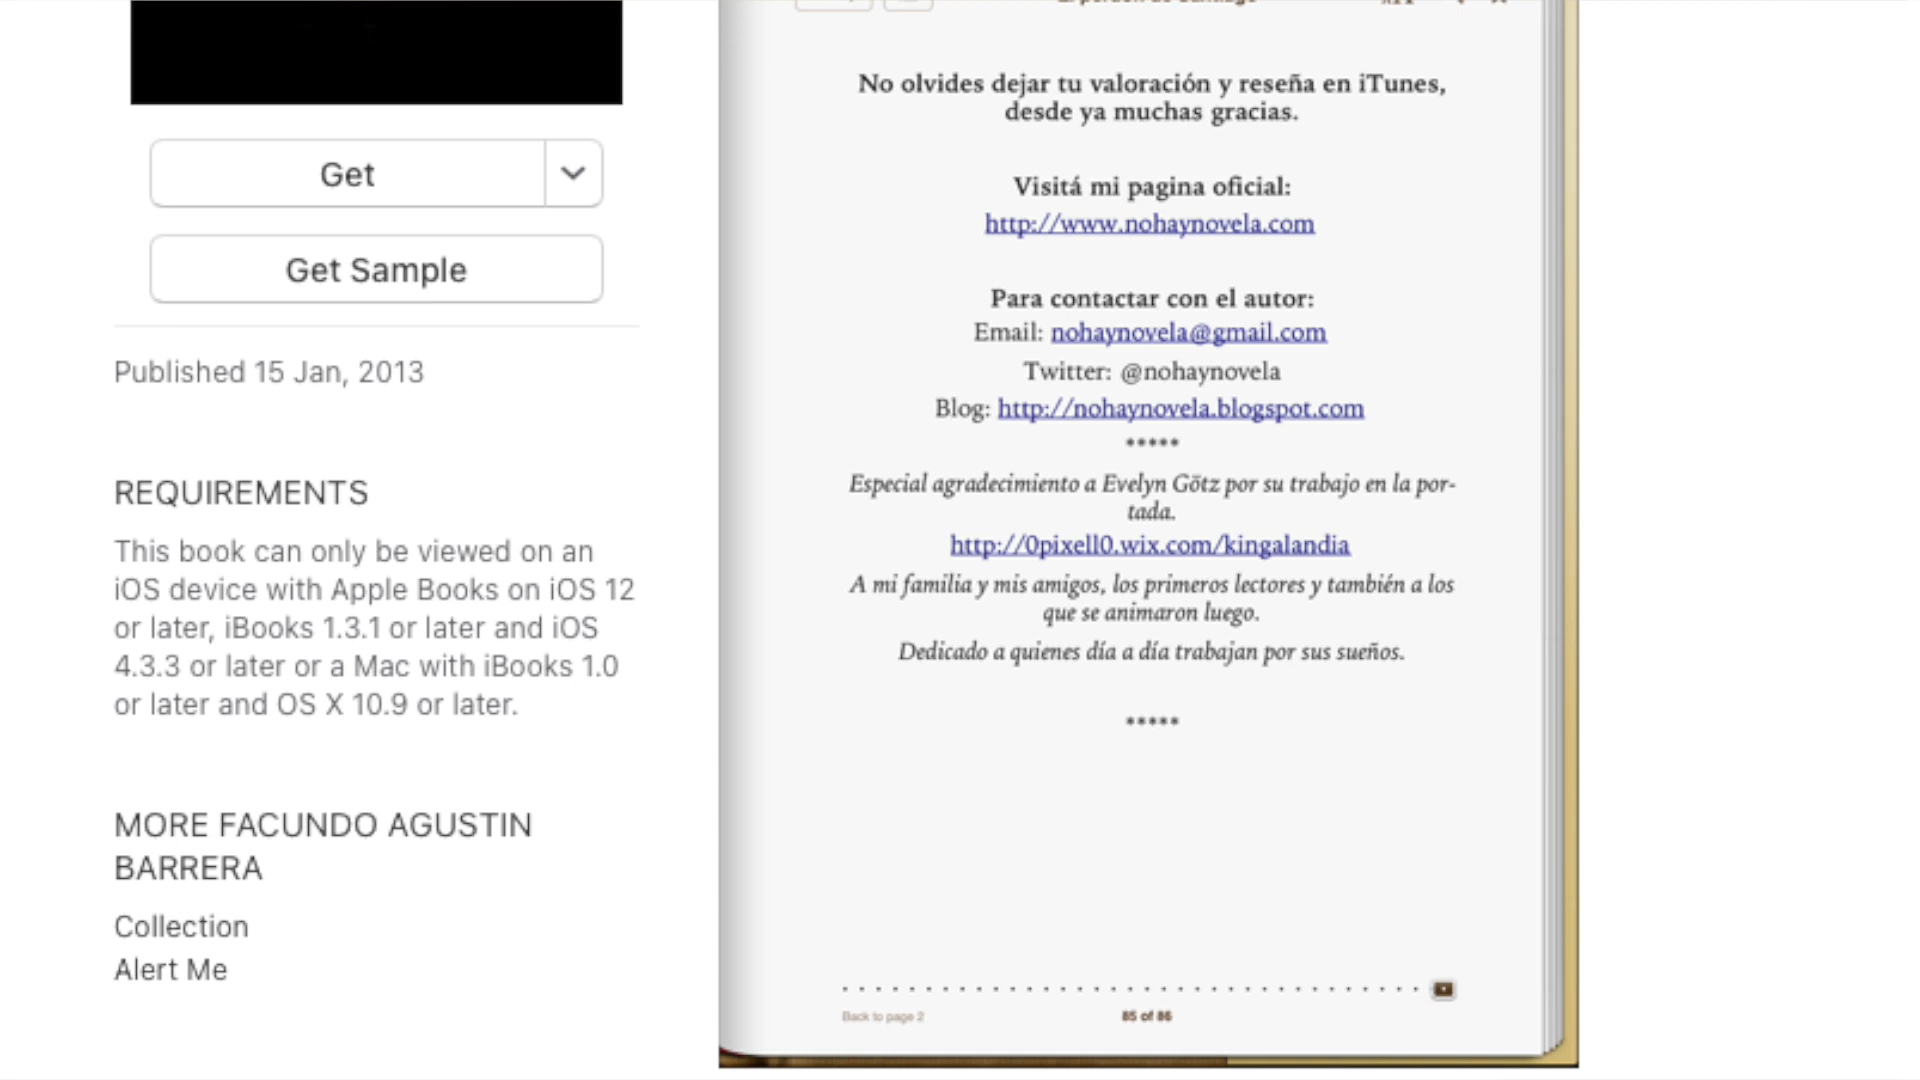 Get
Get Sample
Published 15 Jan, 2013
REQUIREMENTS
This book can only be viewed on an
iOS device with Apple Books on iOS 12
or later, iBooks 1.3.1 or later and iOS
4.3.3 or later or a Mac with iBooks 1.0
or later and OS X 10.9 or later.
MORE FACUNDO AGUSTIN
BARRERA
Collection
Alert Me
No olvides dejar tu valoración y reseña en iTunes,
desde ya muchas gracias.
Visitá mi pagina oficial:
http://www.nohaynovela.com
Para contactar con el autor:
Email: nohaynovela@gmail.com
Twitter: @nohaynovela
Blog: http://nohaynovela.blogspot.com
*****
Especial agradecimiento a Evelyn Götz por su trabajo en la por-
tada.
http://0pixell0.wix.com/kingalandia
A mi familia y mis amigos, los primeros lectores y también a los
que se animaron luego.
Dedicado a quienes día a día trabajan por sus sueños.
*****
Back to page 2
85 of 86